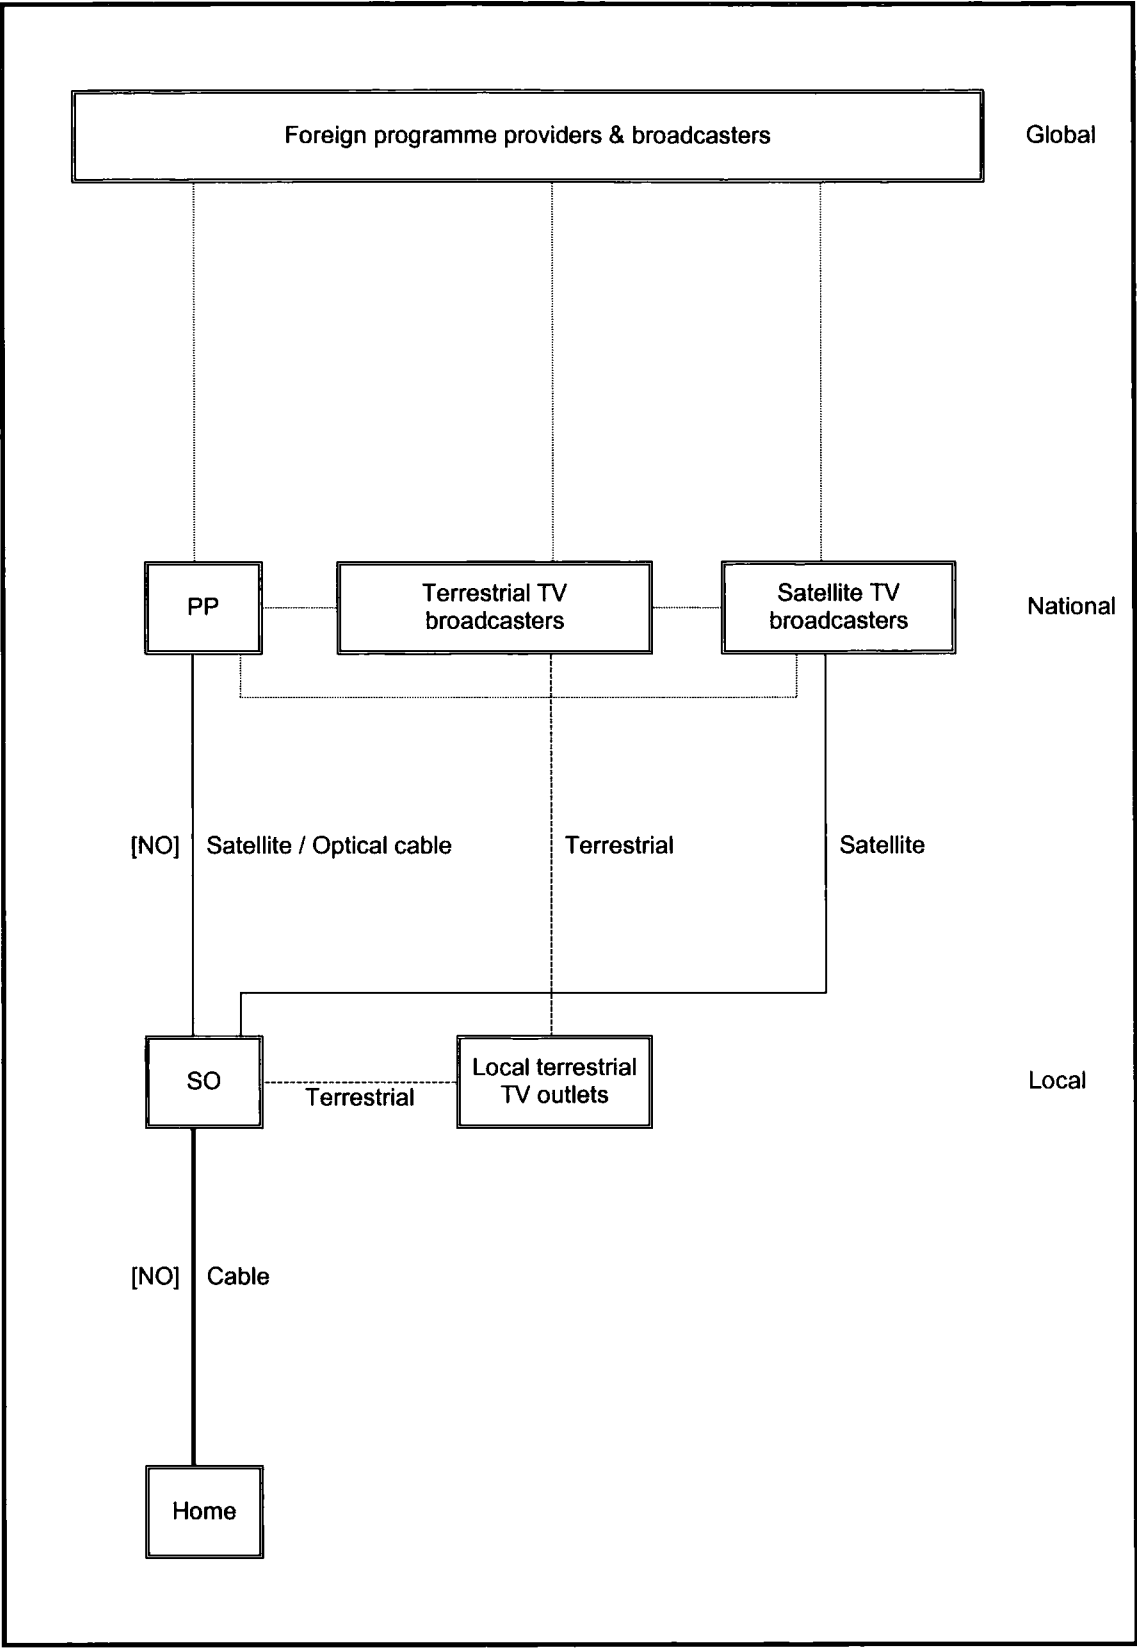 Foreign programme providers & broadcasters
Global
PP
Terrestrial TV
broadcasters
Satellite TV
broadcasters
National
[NO]
Satellite / Optical cable
Terrestrial
Satellite
SO
Terrestrial
Local terrestrial
TV outlets
Local
[NO]
Cable
Home